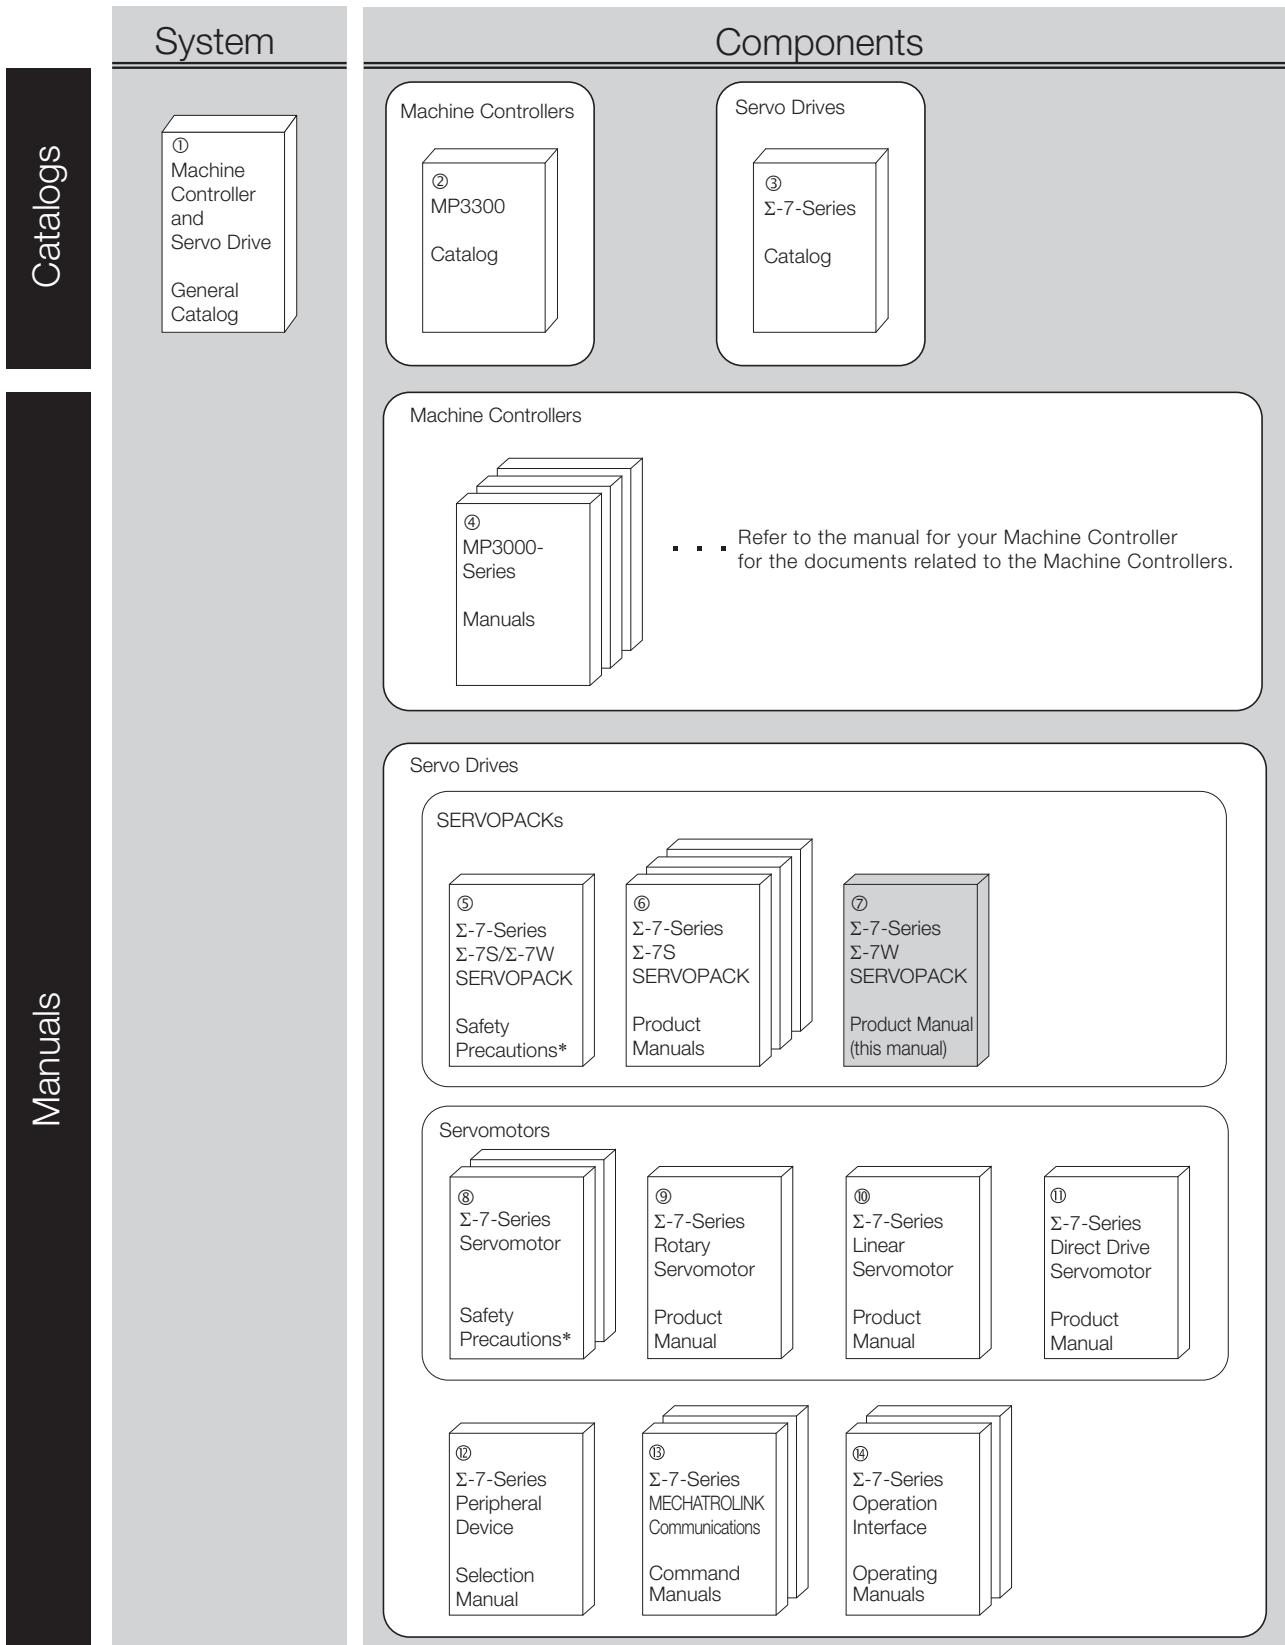 System
Components
Catalogs
①
Machine
Controller
and
Servo Drive
General
Catalog
Machine Controllers
②
MP3300
Catalog
Servo Drives
③
Σ-7-Series
Catalog
Manuals
Machine Controllers
④
MP3000-
Series
Manuals
Refer to the manual for your Machine Controller
for the documents related to the Machine Controllers.
Servo Drives
SERVOPACKs
⑤
Σ-7-Series
Σ-7S/Σ-7W
SERVOPACK
Safety
Precautions*
⑥
Σ-7-Series
Σ-7S
SERVOPACK
Product
Manuals
⑦
Σ-7-Series
Σ-7W
SERVOPACK
Product Manual
(this manual)
Servomotors
⑧
Σ-7-Series
Servomotor
Safety
Precautions*
⑨
Σ-7-Series
Rotary
Servomotor
Product
Manual
⑩
Σ-7-Series
Linear
Servomotor
Product
Manual
⑪
Σ-7-Series
Direct Drive
Servomotor
Product
Manual
⑫
Σ-7-Series
Peripheral
Device
Selection
Manual
⑬
Σ-7-Series
MECHATROLINK
Communications
Command
Manuals
⑭
Σ-7-Series
Operation
Interface
Operating
Manuals